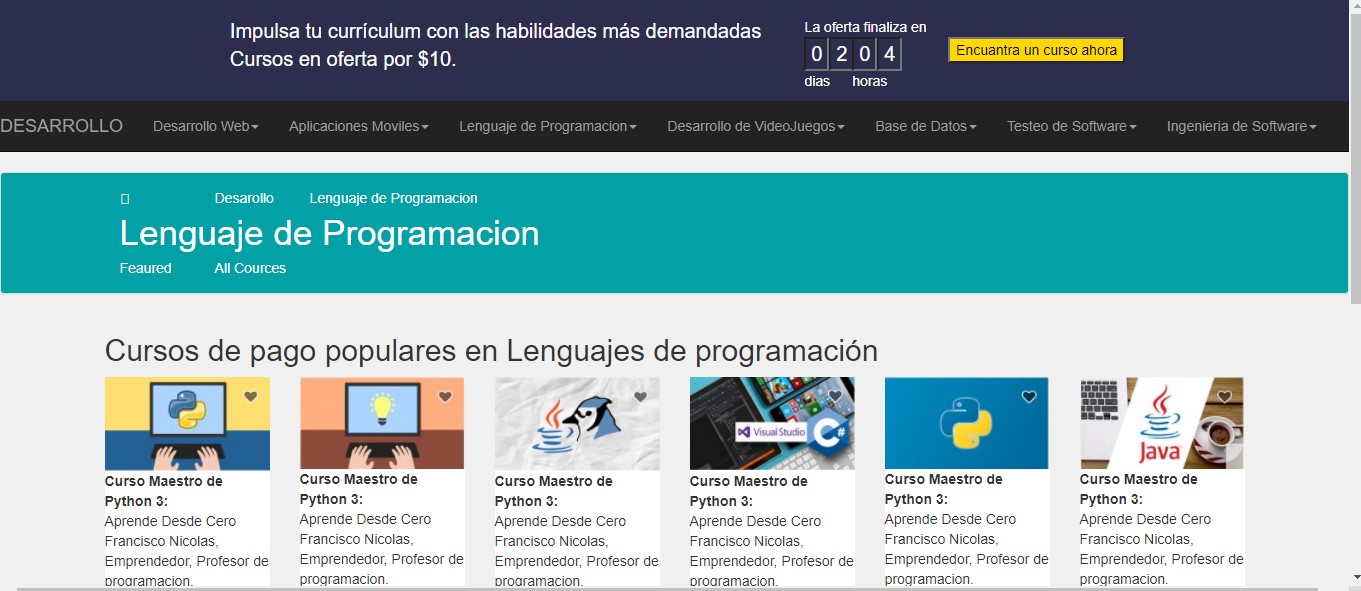 Impulsa tu currículum con las habilidades más demandadas
Cursos en oferta por $10.
La oferta finaliza en
0 2 0 4
dias horas
Encuantra un curso ahora
DESARROLLO Desarrollo Web Aplicaciones Moviles Lenguaje de Programacion Desarrollo de VideoJuegos Base de Datos Testeo de Software Ingenieria de Software
Desarollo Lenguaje de Programacion
Lenguaje de Programacion
Feaured All Cources
Cursos de pago populares en Lenguajes de programación
Curso Maestro de
Python 3:
Aprende Desde Cero
Francisco Nicolas,
Emprendedor, Profesor de
programacion.
Curso Maestro de
Python 3:
Aprende Desde Cero
Francisco Nicolas,
Emprendedor, Profesor de
programacion.
Curso Maestro de
Python 3:
Aprende Desde Cero
Francisco Nicolas,
Emprendedor, Profesor de
programacion.
Visual Studio
C#
Curso Maestro de
Python 3:
Aprende Desde Cero
Francisco Nicolas,
Emprendedor, Profesor de
programacion.
Curso Maestro de
Python 3:
Aprende Desde Cero
Francisco Nicolas,
Emprendedor, Profesor de
programacion.
Java
Curso Maestro de
Python 3:
Aprende Desde Cero
Francisco Nicolas,
Emprendedor, Profesor de
programacion.